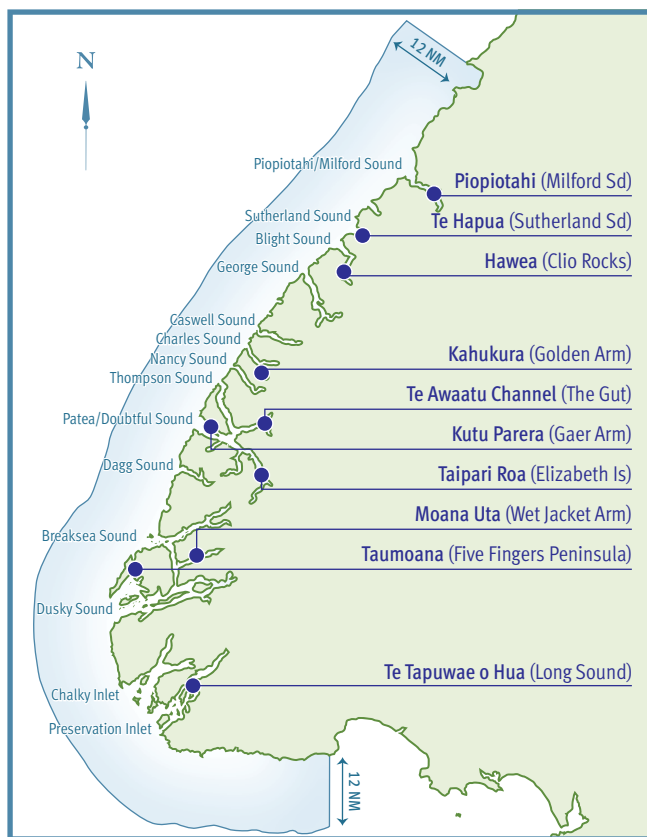 12 NM
N
Piopiotahi/Milford Sound
Piopiotahi (Milford Sd)
Sutherland Sound
Te Hapua (Sutherland Sd)
Blight Sound
Hawea (Clio Rocks)
George Sound
Caswell Sound
Charles Sound
Nancy Sound
Kahukura (Golden Arm)
Thompson Sound
Te Awaatu Channel (The Gut)
Patea/Doubtful Sound
Kutu Parera (Gaer Arm)
Dagg Sound
Taipari Roa (Elizabeth Is)
Moana Uta (Wet Jacket Arm)
Breaksea Sound
Taumoana (Five Fingers Peninsula)
Dusky Sound
Te Tapuwae o Hua (Long Sound)
Chalky Inlet
Preservation Inlet
12 NM